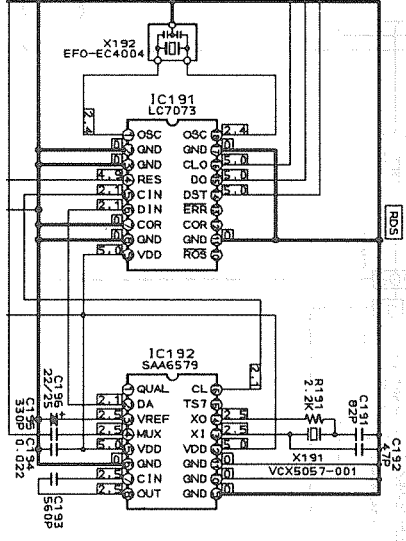 X192
EFO-EC4004
IC191
LC7073
2.4 OSC OSC 2.4
0 GND GND 0
0 GND CLO 5.0
4.9 RES DO 5.0
2.1 CIN DST 5.0
2.1 DIN ERR
0 COR COR
0 GND GND 0
5.0 VDD ROS
RDS
IC192
SAA6579
QUAL CL 2.1
2.1 DA TS7
2.5 VREF XO 2.5
2.5 MUX XI 2.5
5.0 VDD VDD 5.0
0 GND GND 0
2.5 CIN GND 0
2.5 OUT GND 0
C196
22/25
+
C195
330P
C194
0.1022
C193
560P
R191
2.2K
C191
82P
C192
47P
X191
VCX5057-001